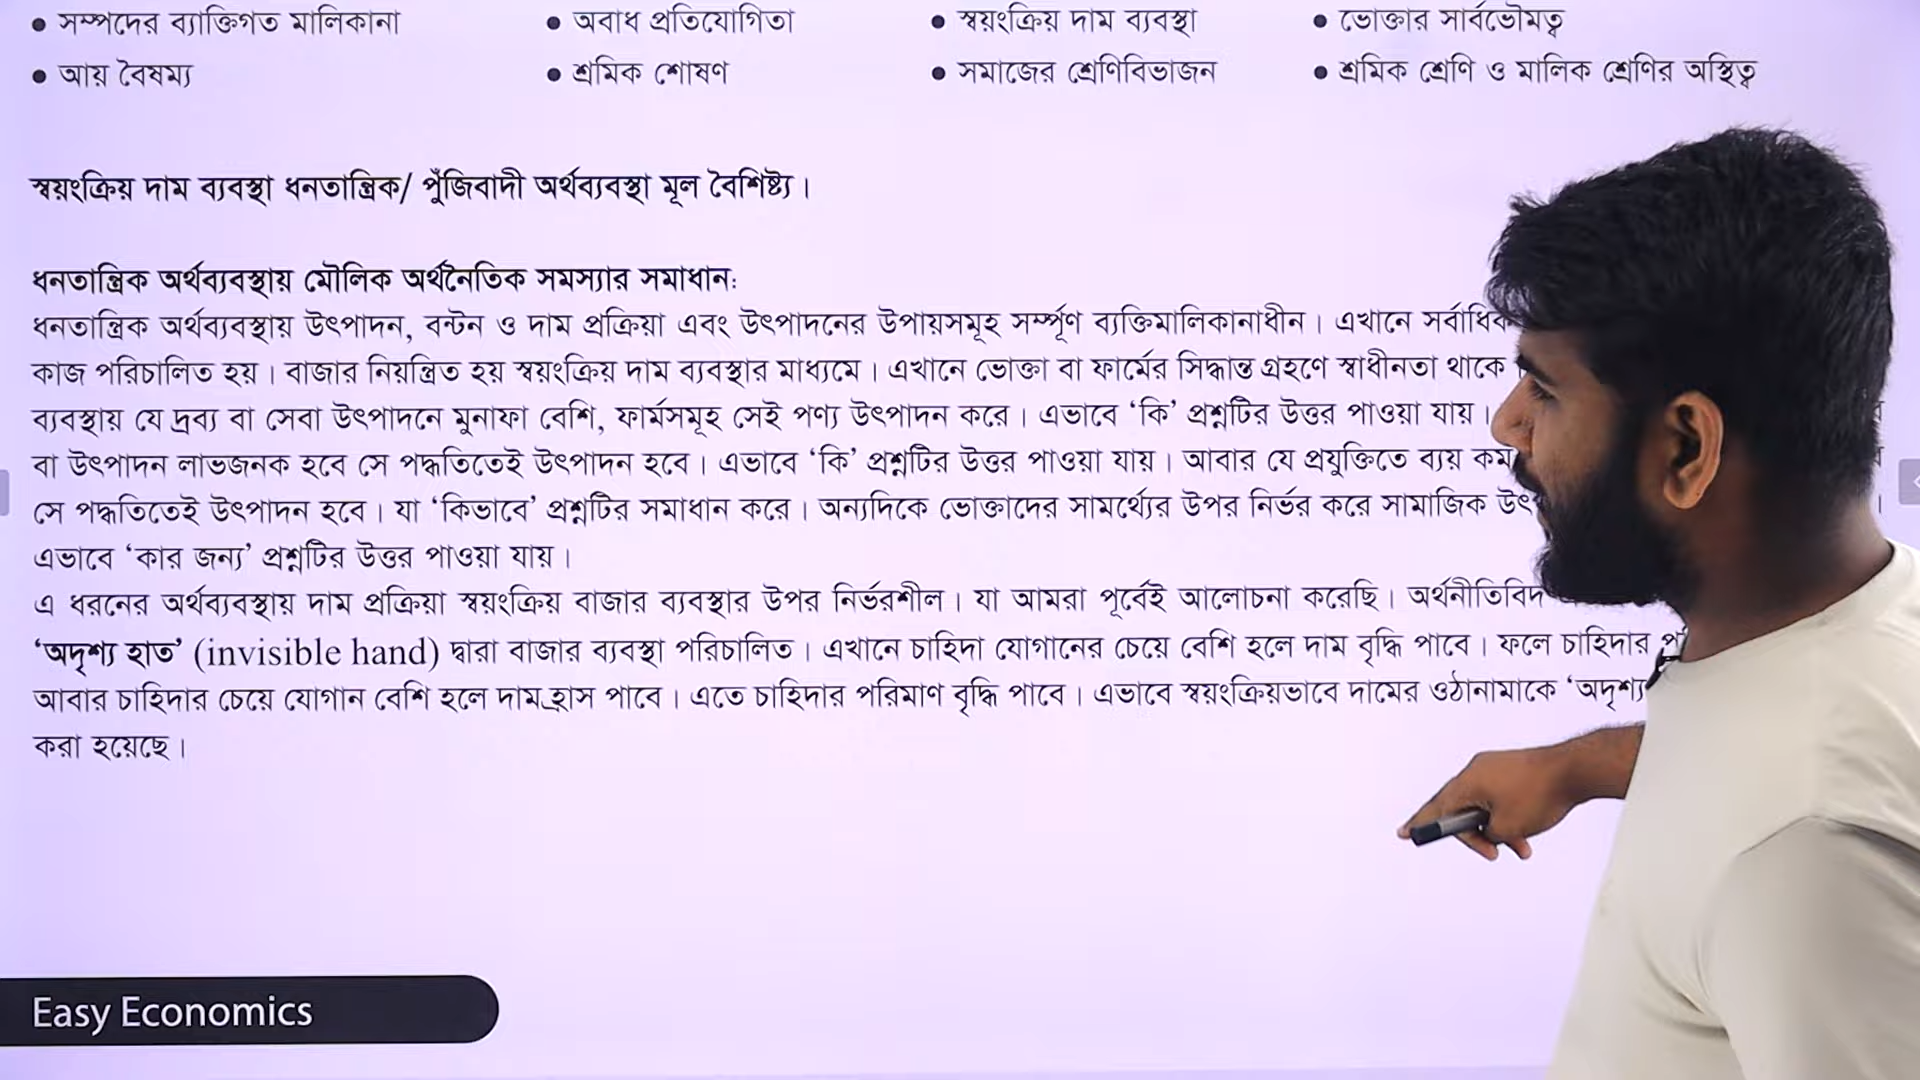 • সম্পদের ব্যাক্তিগত মালিকানা • অবাধ প্রতিযোগিতা • স্বয়ংক্রিয় দাম ব্যবস্থা • ভোক্তার সার্বভৌমত্ব
• আয় বৈষম্য • শ্রমিক শোষণ • সমাজের শ্রেণিবিভাজন • শ্রমিক শ্রেণি ও মালিক শ্রেণির অস্থিত্ব
স্বয়ংক্রিয় দাম ব্যবস্থা ধনতান্ত্রিক/ পুঁজিবাদী অর্থব্যবস্থা মূল বৈশিষ্ট্য।
ধনতান্ত্রিক অর্থব্যবস্থায় মৌলিক অর্থনৈতিক সমস্যার সমাধান:
ধনতান্ত্রিক অর্থব্যবস্থায় উৎপাদন, বন্টন ও দাম প্রক্রিয়া এবং উৎপাদনের উপায়সমূহ সর্ম্পূণ ব্যক্তিমালিকানাধীন। এখানে
কাজ পরিচালিত হয়। বাজার নিয়ন্ত্রিত হয় স্বয়ংক্রিয় দাম ব্যবস্থার মাধ্যমে। এখানে ভোক্তা বা ফার্মের সিদ্ধান্ত গ্রহণে স্বাধীনতা থাকে
ব্যবস্থায় যে দ্রব্য বা সেবা উৎপাদনে মুনাফা বেশি, ফার্মসমূহ সেই পণ্য উৎপাদন করে। এভাবে ‘কি’ প্রশ্নটির উত্তর পাওয়া যায়।
বা উৎপাদন লাভজনক হবে সে পদ্ধতিতেই উৎপাদন হবে। এভাবে ‘কি’ প্রশ্নটির উত্তর পাওয়া যায়। আবার যে প্রযুক্তিতে ব্যয় কম
সে পদ্ধতিতেই উৎপাদন হবে। যা ‘কিভাবে’ প্রশ্নটির সমাধান করে। অন্যদিকে ভোক্তাদের সামর্থ্যের উপর নির্ভর করে সামাজিক
এভাবে ‘কার জন্য’ প্রশ্নটির উত্তর পাওয়া যায়।
এ ধরনের অর্থব্যবস্থায় দাম প্রক্রিয়া স্বয়ংক্রিয় বাজার ব্যবস্থার উপর নির্ভরশীল। যা আমরা পূর্বেই আলোচনা করেছি। অর্থনীতিবিদ
‘অদৃশ্য হাত’ (invisible hand) দ্বারা বাজার ব্যবস্থা পরিচালিত। এখানে চাহিদা যোগানের চেয়ে বেশি হলে দাম বৃদ্ধি পাবে। ফলে চাহিদার
আবার চাহিদার চেয়ে যোগান বেশি হলে দাম হ্রাস পাবে। এতে চাহিদার পরিমাণ বৃদ্ধি পাবে। এভাবে স্বয়ংক্রিয়ভাবে দামের ওঠানামাকে ‘অদৃশ্য
করা হয়েছে।
Easy Economics